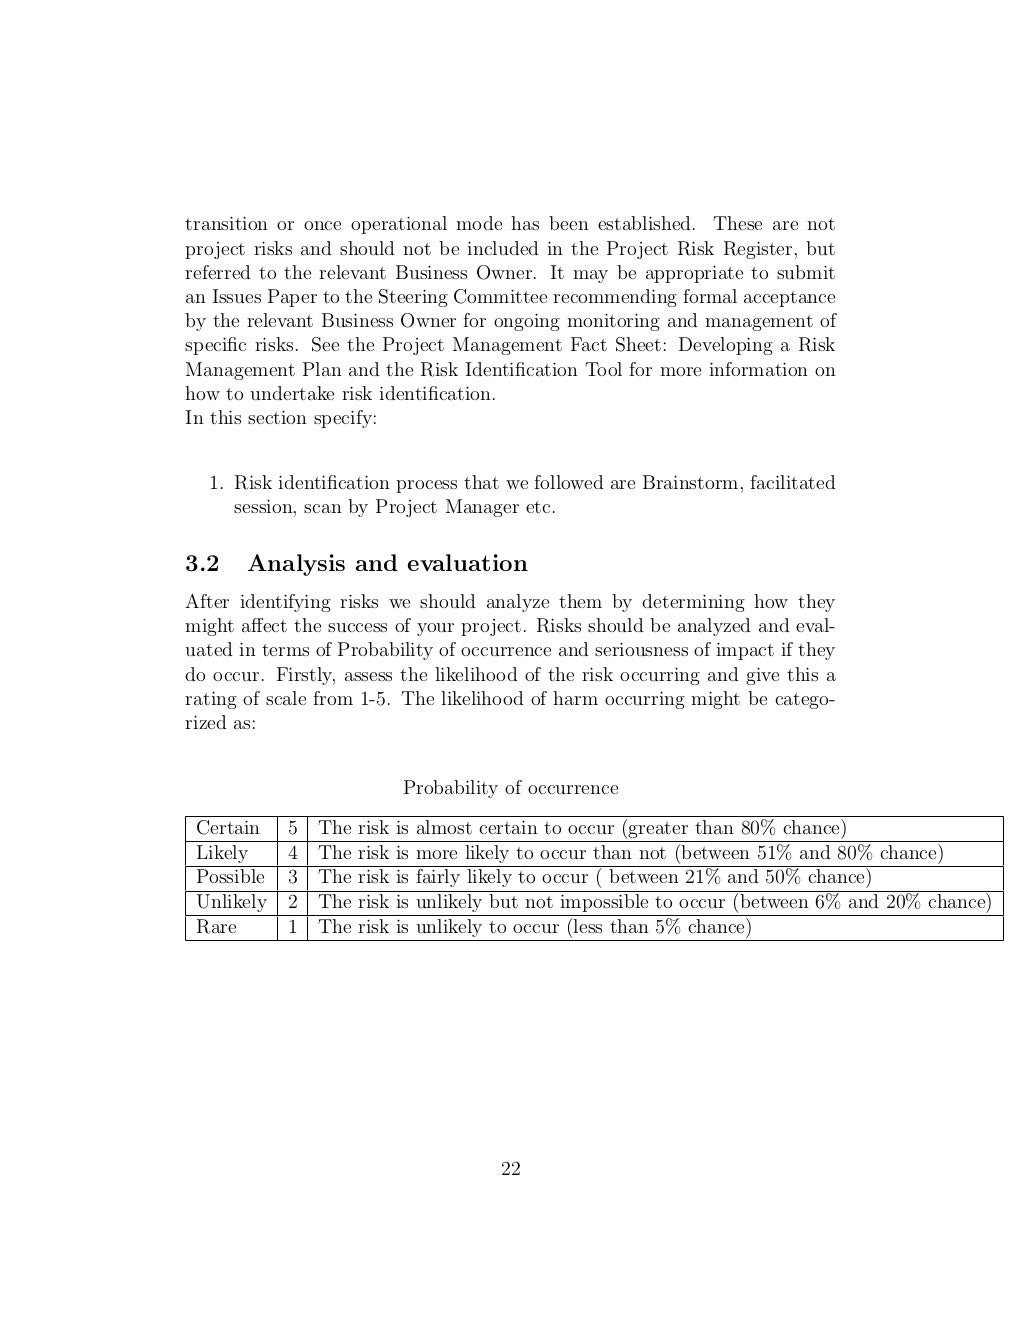 transition or once operational mode has been established. These are not
project risks and should not be included in the Project Risk Register, but
referred to the relevant Business Owner. It may be appropriate to submit
an Issues Paper to the Steering Committee recommending formal acceptance
by the relevant Business Owner for ongoing monitoring and management of
specific risks. See the Project Management Fact Sheet: Developing a Risk
Management Plan and the Risk Identification Tool for more information on
how to undertake risk identification.
In this section specify:
1. Risk identification process that we followed are Brainstorm, facilitated
session, scan by Project Manager etc.
3.2 Analysis and evaluation
After identifying risks we should analyze them by determining how they
might affect the success of your project. Risks should be analyzed and eval-
uated in terms of Probability of occurrence and seriousness of impact if they
do occur. Firstly, assess the likelihood of the risk occurring and give this a
rating of scale from 1-5. The likelihood of harm occurring might be catego-
rized as:
Probability of occurrence
Certain 5 The risk is almost certain to occur (greater than 80% chance)
Likely 4 The risk is more likely to occur than not (between 51% and 80% chance)
Possible 3 The risk is fairly likely to occur ( between 21% and 50% chance)
Unlikely 2 The risk is unlikely but not impossible to occur (between 6% and 20% chance)
Rare 1 The risk is unlikely to occur (less than 5% chance)
22